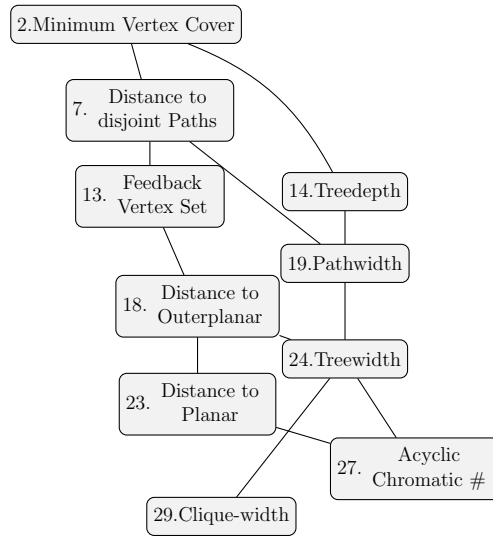 2.Minimum Vertex Cover
7. Distance to
disjoint Paths
13. Feedback
Vertex Set
14.Treedepth
19.Pathwidth
18. Distance to
Outerplanar
24.Treewidth
23. Distance to
Planar
27. Acyclic
Chromatic #
29.Clique-width